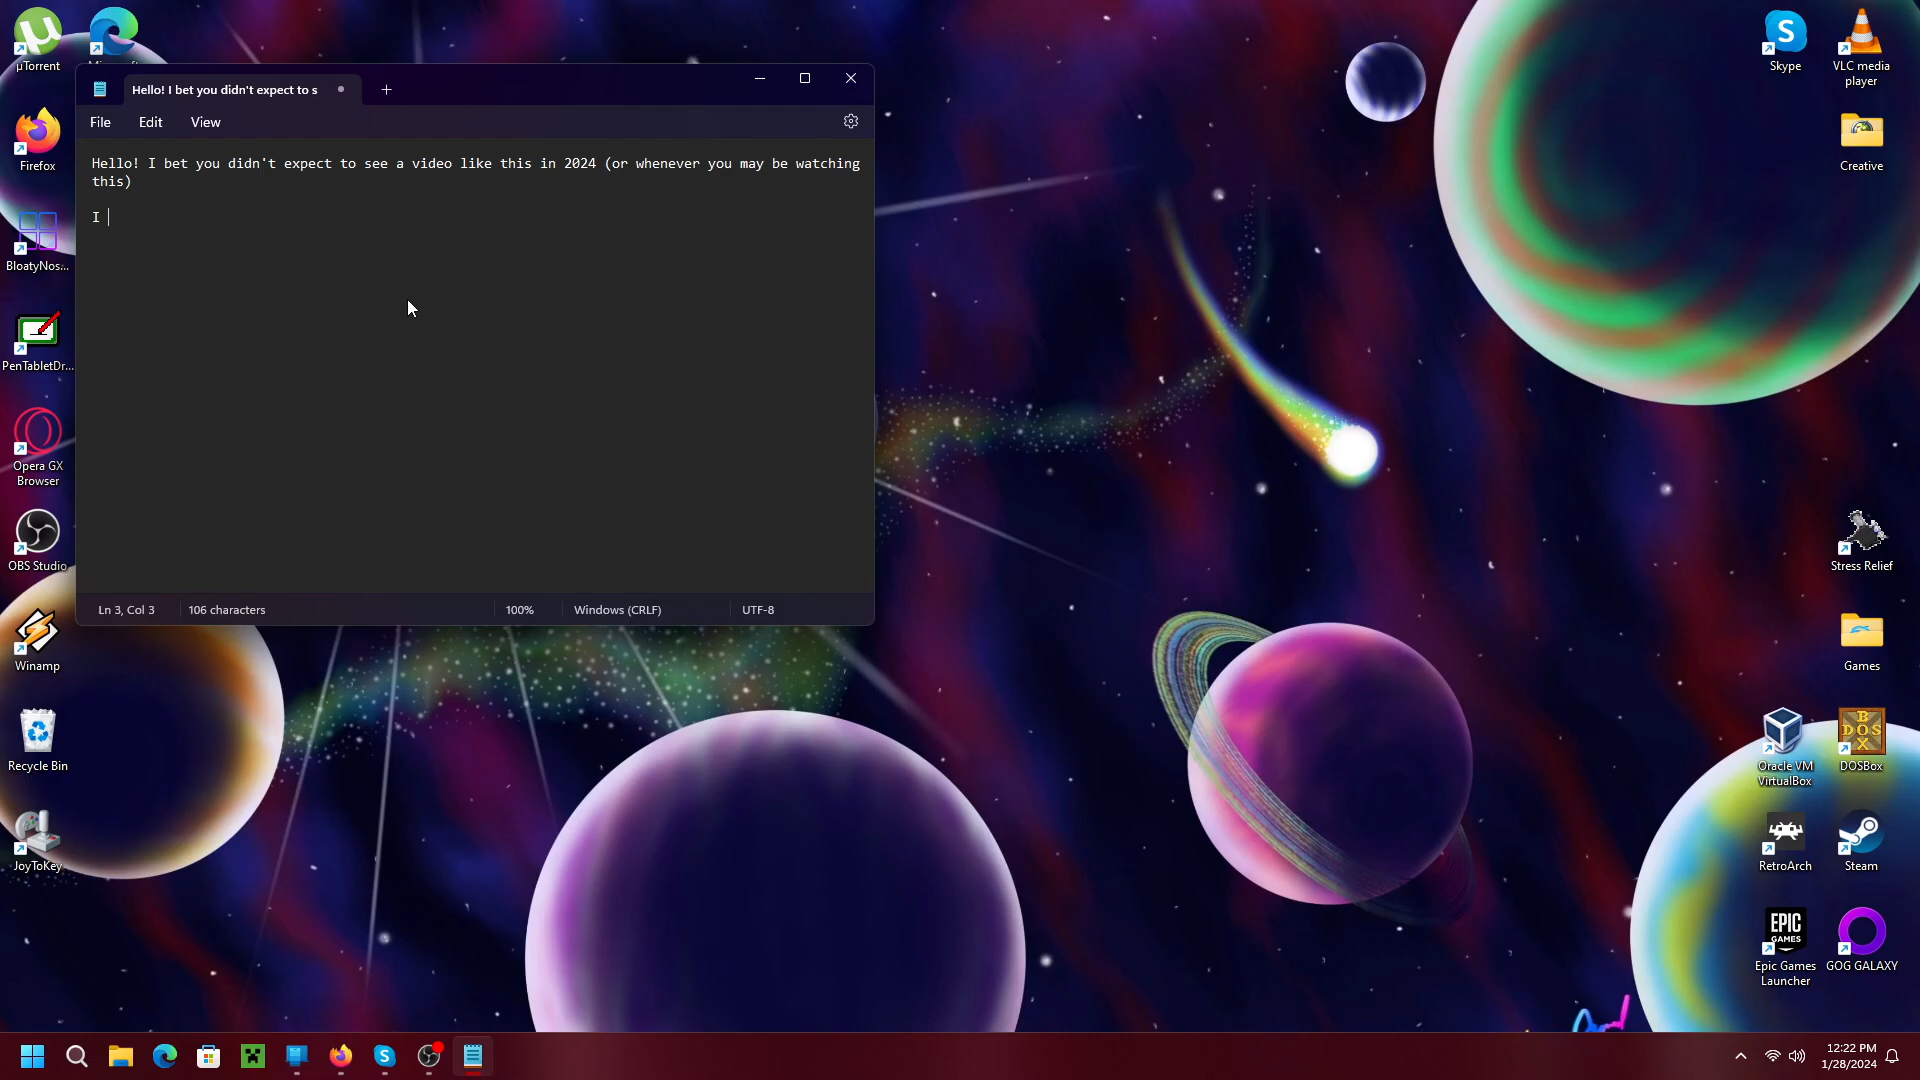 µTorrent
Hello! I bet you didn't expect to s
File Edit View
Hello! I bet you didn't expect to see a video like this in 2024 (or whenever you may be watching
this)
I
Ln 3, Col 3 106 characters 100% Windows (CRLF) UTF-8
Firefox
BloatyNos...
PenTabletDr...
Opera GX
Browser
OBS Studio
Winamp
Recycle Bin
JoyToKey
Skype
VLC media
player
Creative
Stress Relief
Games
Oracle VM
VirtualBox
DOSBox
RetroArch
Steam
EPIC
GAMES
Epic Games
Launcher
GOG GALAXY
12:22 PM
1/28/2024